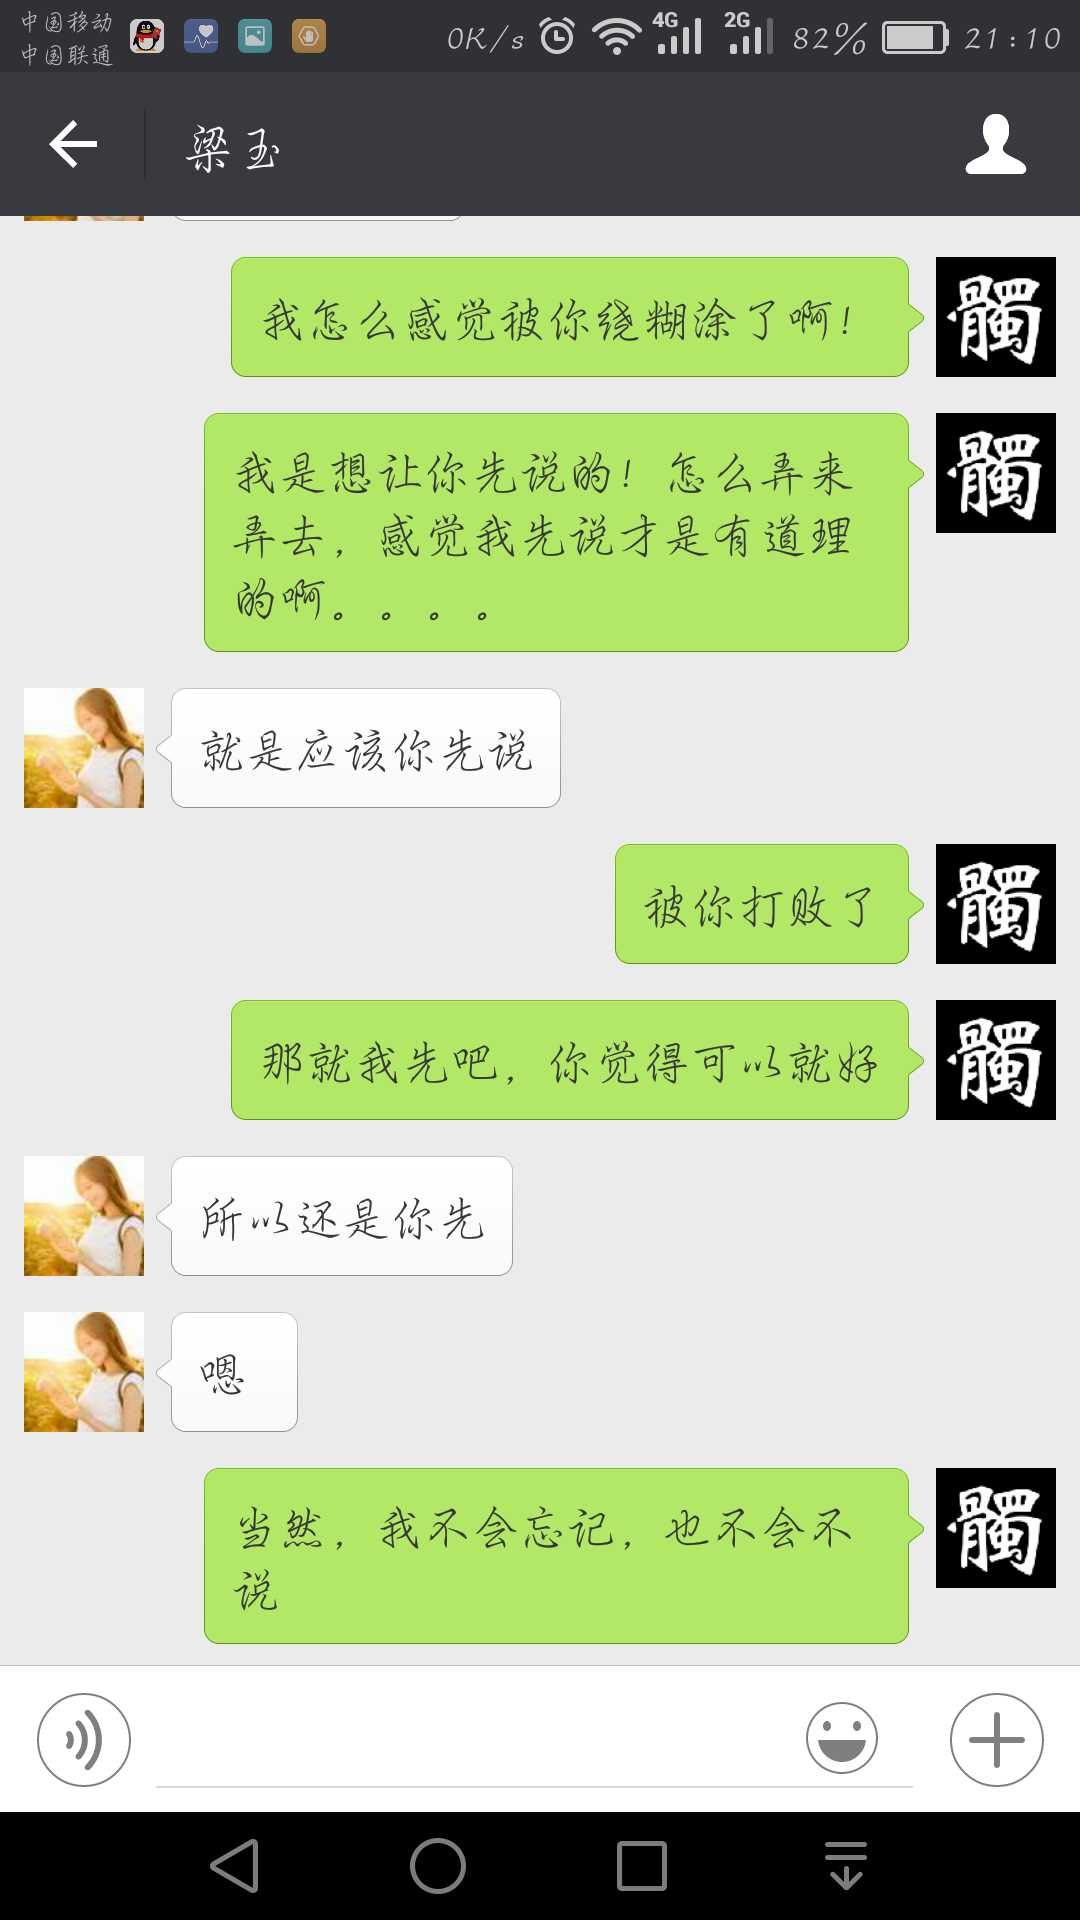 中国移动
中国联通
0K/s
4G
2G
82%
21:10
梁玉
我怎么感觉被你绕糊涂了啊！
髑
我是想让你先说的！怎么弄来
弄去，感觉我先说才是有道理
的啊。。。。
髑
就是应该你先说
被你打败了
髑
那就我先吧，你觉得可以就好
髑
所以还是你先
嗯
当然，我不会忘记，也不会不
说
髑